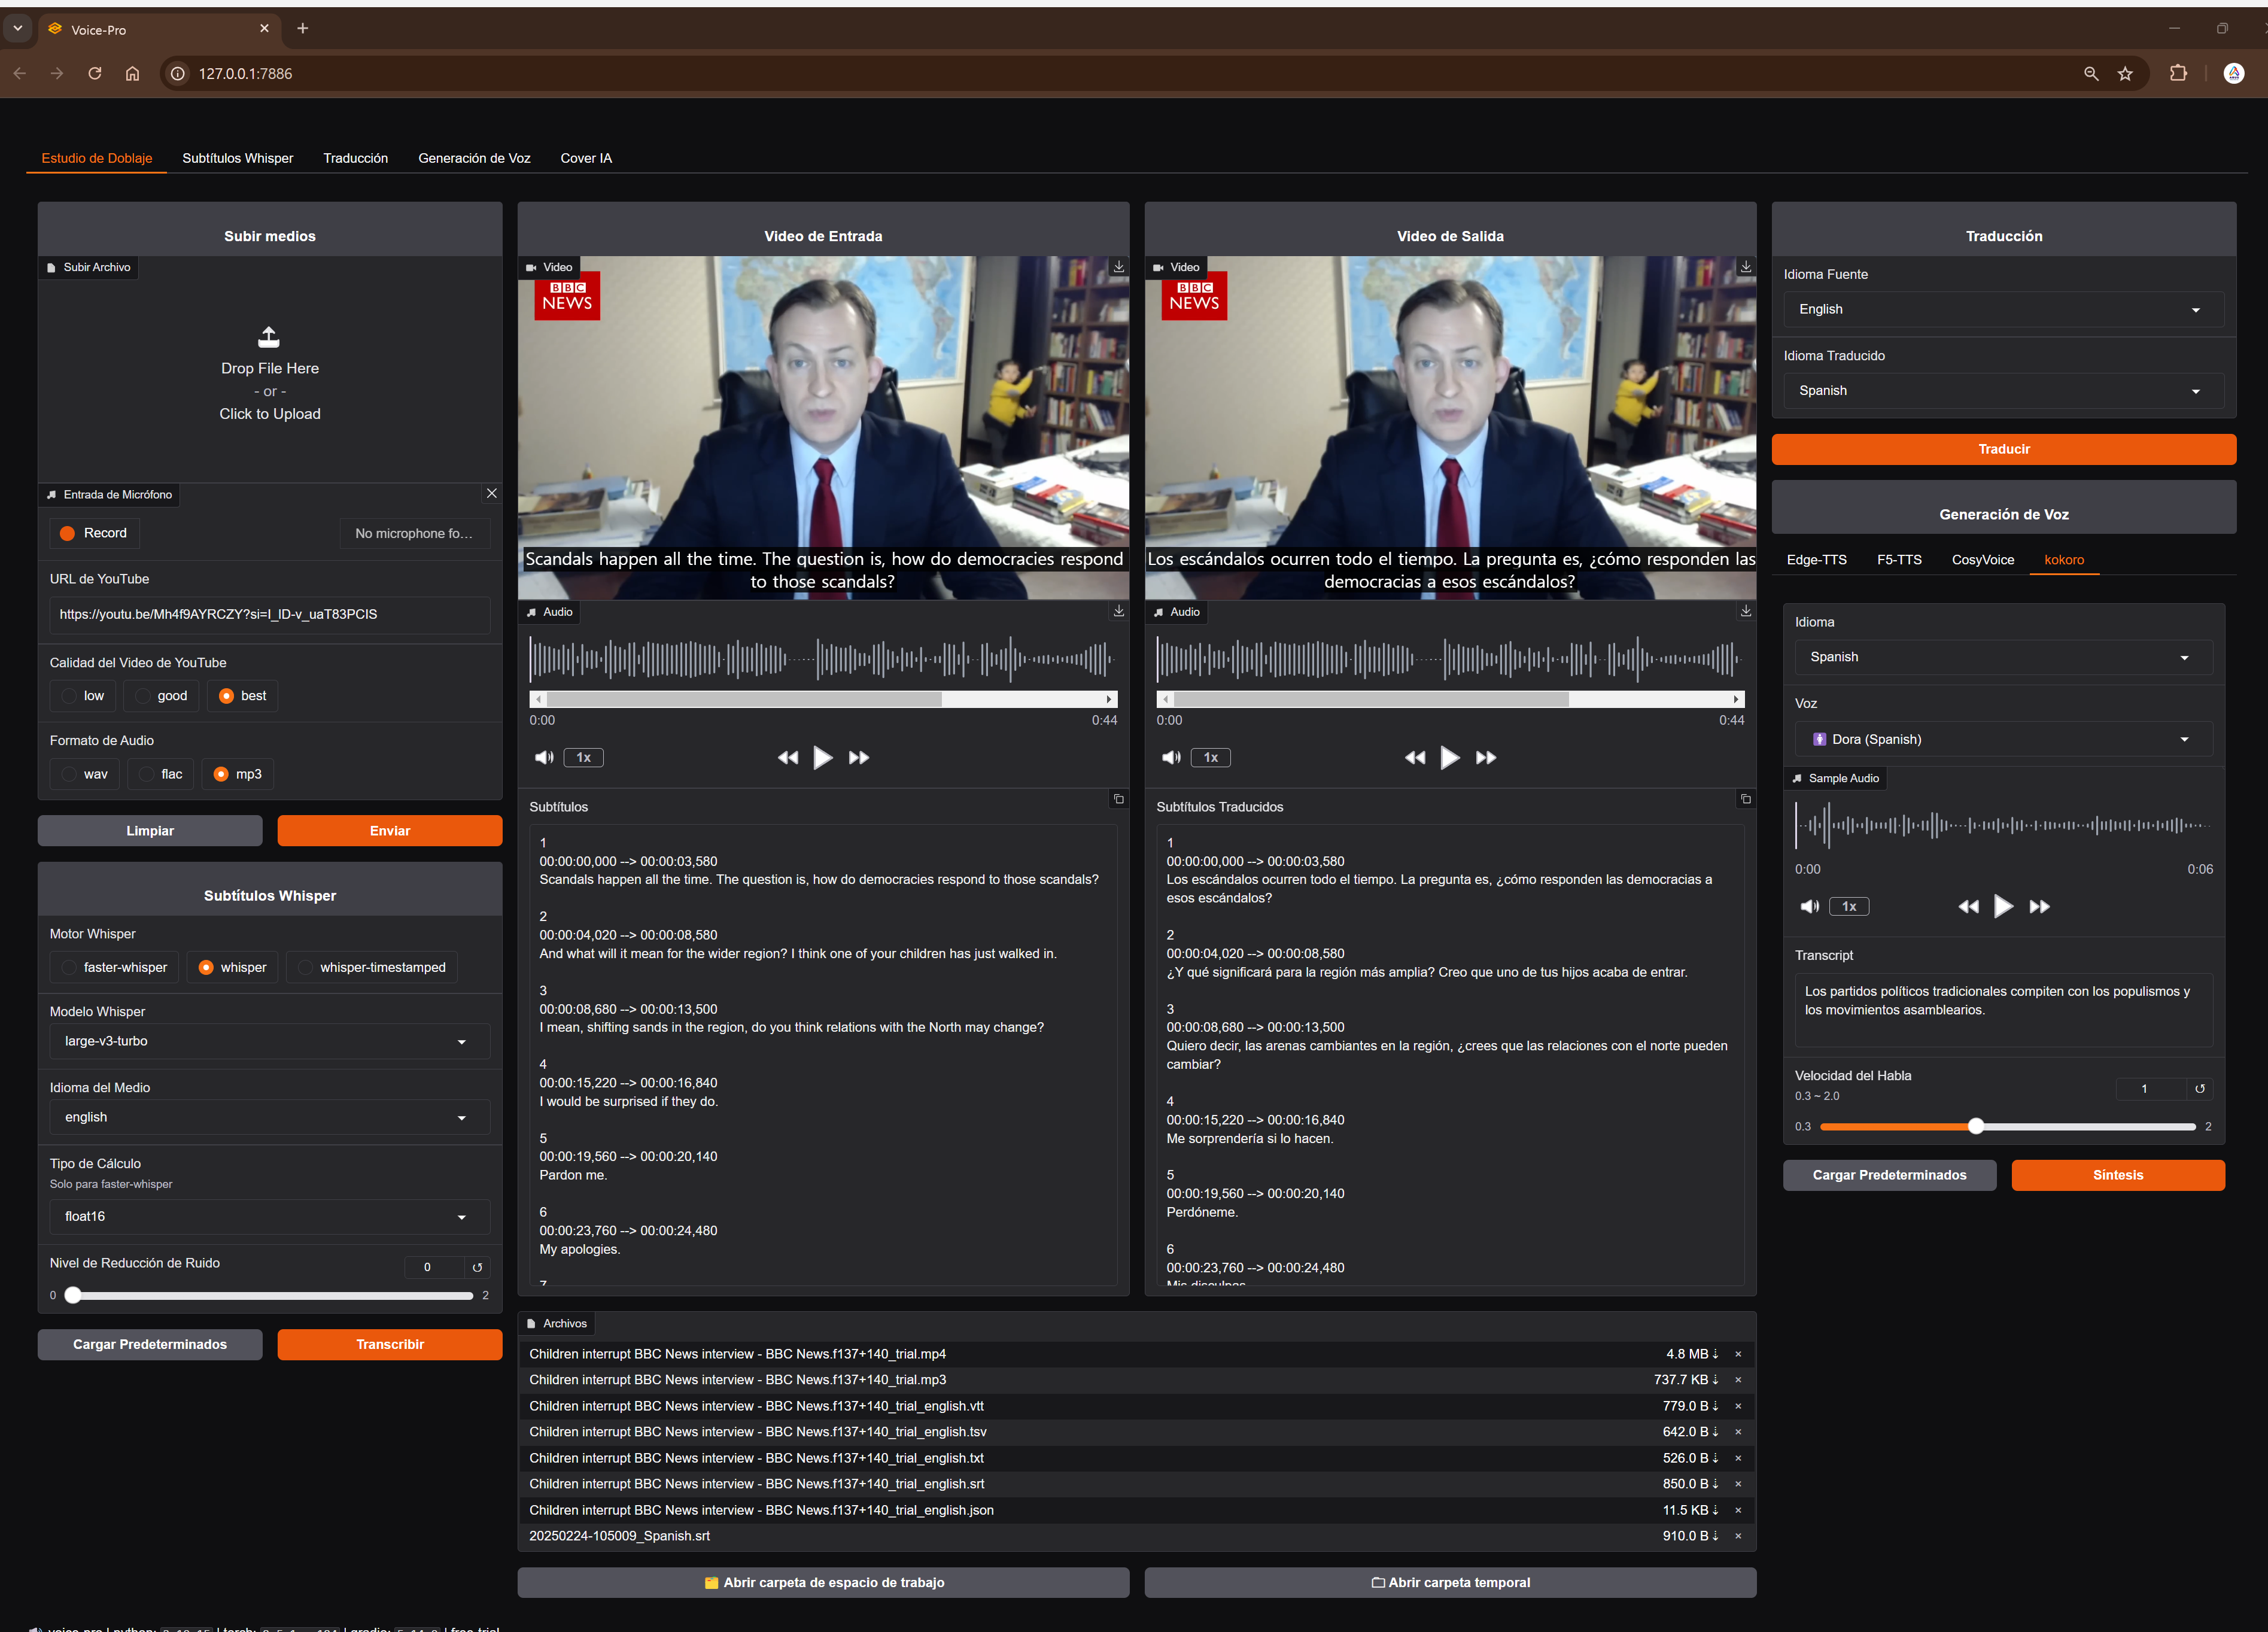 Voice-Pro
127.0.0.1:7886
Estudio de Doblaje
Subtítulos Whisper
Traducción
Generación de Voz
Cover IA
Subir medios
Subir Archivo
Drop File Here
- or -
Click to Upload
Entrada de Micrófono
Record
No microphone fo...
URL de YouTube
https://youtu.be/Mh4f9AYRCZY?si=I_ID-v_uaT83PCIS
Calidad del Video de YouTube
low good best
Formato de Audio
wav flac mp3
Limpiar
Enviar
Subtítulos Whisper
Motor Whisper
faster-whisper whisper whisper-timestamped
Modelo Whisper
large-v3-turbo
Idioma del Medio
english
Tipo de Cálculo
Solo para faster-whisper
float16
Nivel de Reducción de Ruido
0
0 2
Cargar Predeterminados
Transcribir
Video de Entrada
Video
BBC
NEWS
Scandals happen all the time. The question is, how do democracies respond
to those scandals?
Audio
0:00 0:44
1x
Subtítulos
1
00:00:00,000 --> 00:00:03,580
Scandals happen all the time. The question is, how do democracies respond to those scandals?
2
00:00:04,020 --> 00:00:08,580
And what will it mean for the wider region? I think one of your children has just walked in.
3
00:00:08,680 --> 00:00:13,500
I mean, shifting sands in the region, do you think relations with the North may change?
4
00:00:15,220 --> 00:00:16,840
I would be surprised if they do.
5
00:00:19,560 --> 00:00:20,140
Pardon me.
6
00:00:23,760 --> 00:00:24,480
My apologies.
7
Video de Salida
Video
BBC
NEWS
Los escándalos ocurren todo el tiempo. La pregunta es, ¿cómo responden las
democracias a esos escándalos?
Audio
0:00 0:44
1x
Subtítulos Traducidos
1
00:00:00,000 --> 00:00:03,580
Los escándalos ocurren todo el tiempo. La pregunta es, ¿cómo responden las democracias a
esos escándalos?
2
00:00:04,020 --> 00:00:08,580
¿Y qué significará para la región más amplia? Creo que uno de tus hijos acaba de entrar.
3
00:00:08,680 --> 00:00:13,500
Quiero decir, las arenas cambiantes en la región, ¿crees que las relaciones con el norte pueden
cambiar?
4
00:00:15,220 --> 00:00:16,840
Me sorprendería si lo hacen.
5
00:00:19,560 --> 00:00:20,140
Perdóneme.
6
00:00:23,760 --> 00:00:24,480
Mis disculpas.
Archivos
Children interrupt BBC News interview - BBC News.f137+140_trial.mp4 4.8 MB ⇣ ×
Children interrupt BBC News interview - BBC News.f137+140_trial.mp3 737.7 KB ⇣ ×
Children interrupt BBC News interview - BBC News.f137+140_trial_english.vtt 779.0 B ⇣ ×
Children interrupt BBC News interview - BBC News.f137+140_trial_english.tsv 642.0 B ⇣ ×
Children interrupt BBC News interview - BBC News.f137+140_trial_english.txt 526.0 B ⇣ ×
Children interrupt BBC News interview - BBC News.f137+140_trial_english.srt 850.0 B ⇣ ×
Children interrupt BBC News interview - BBC News.f137+140_trial_english.json 11.5 KB ⇣ ×
20250224-105009_Spanish.srt 910.0 B ⇣ ×
Abrir carpeta de espacio de trabajo
Abrir carpeta temporal
Traducción
Idioma Fuente
English
Idioma Traducido
Spanish
Traducir
Generación de Voz
Edge-TTS F5-TTS CosyVoice kokoro
Idioma
Spanish
Voz
Dora (Spanish)
Sample Audio
0:00 0:06
1x
Transcript
Los partidos políticos tradicionales compiten con los populismos y
los movimientos asamblearios.
Velocidad del Habla
0.3 ~ 2.0
1
0.3 2
Cargar Predeterminados
Síntesis